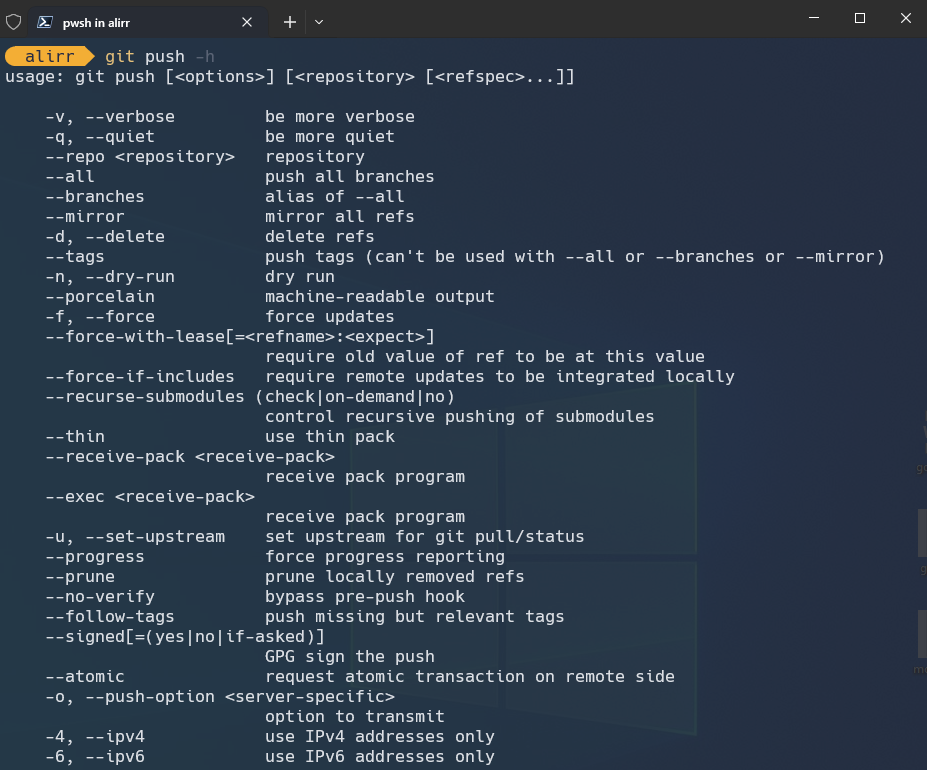 pwsh in alirr
alirr git push -h
usage: git push [<options>] [<repository> [<refspec>...]]
-v, --verbose be more verbose
-q, --quiet be more quiet
--repo <repository> repository
--all push all branches
--branches alias of --all
--mirror mirror all refs
-d, --delete delete refs
--tags push tags (can't be used with --all or --branches or --mirror)
-n, --dry-run dry run
--porcelain machine-readable output
-f, --force force updates
--force-with-lease[=<refname>:<expect>]
require old value of ref to be at this value
--force-if-includes require remote updates to be integrated locally
--recurse-submodules (check|on-demand|no)
control recursive pushing of submodules
--thin use thin pack
--receive-pack <receive-pack>
receive pack program
--exec <receive-pack>
receive pack program
-u, --set-upstream set upstream for git pull/status
--progress force progress reporting
--prune prune locally removed refs
--no-verify bypass pre-push hook
--follow-tags push missing but relevant tags
--signed[=(yes|no|if-asked)]
GPG sign the push
--atomic request atomic transaction on remote side
-o, --push-option <server-specific>
option to transmit
-4, --ipv4 use IPv4 addresses only
-6, --ipv6 use IPv6 addresses only